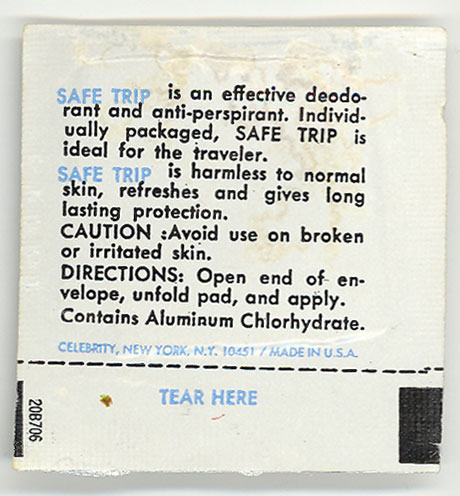 SAFE TRIP is an effective deodo-
rant and anti-perspirant. Individ-
ually packaged, SAFE TRIP is
ideal for the traveler.
SAFE TRIP is harmless to normal
skin, refreshes and gives long
lasting protection.
CAUTION :Avoid use on broken
or irritated skin.
DIRECTIONS: Open end of en-
velope, unfold pad, and apply.
Contains Aluminum Chlorhydrate.
CELEBRITY, NEW YORK, N.Y. 10451 / MADE IN U.S.A.
TEAR HERE
208706